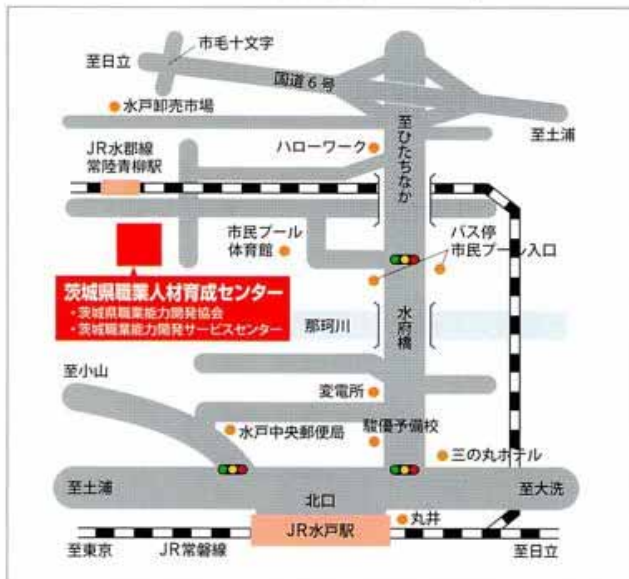 市毛十文字
至日立
国道6号
水戸卸売市場
至ひたちなか
至土浦
ハローワーク
JR水郡線
常陸青柳駅
市民プール
体育館
バス停
市民プール入口
茨城県職業人材育成センター
・茨城県職業能力開発協会
・茨城職業能力開発サービスセンター
那珂川
水府橋
至小山
変電所
水戸中央郵便局
駿優予備校
三の丸ホテル
至土浦
北口
至大洗
丸井
JR水戸駅
至東京
JR常磐線
至日立